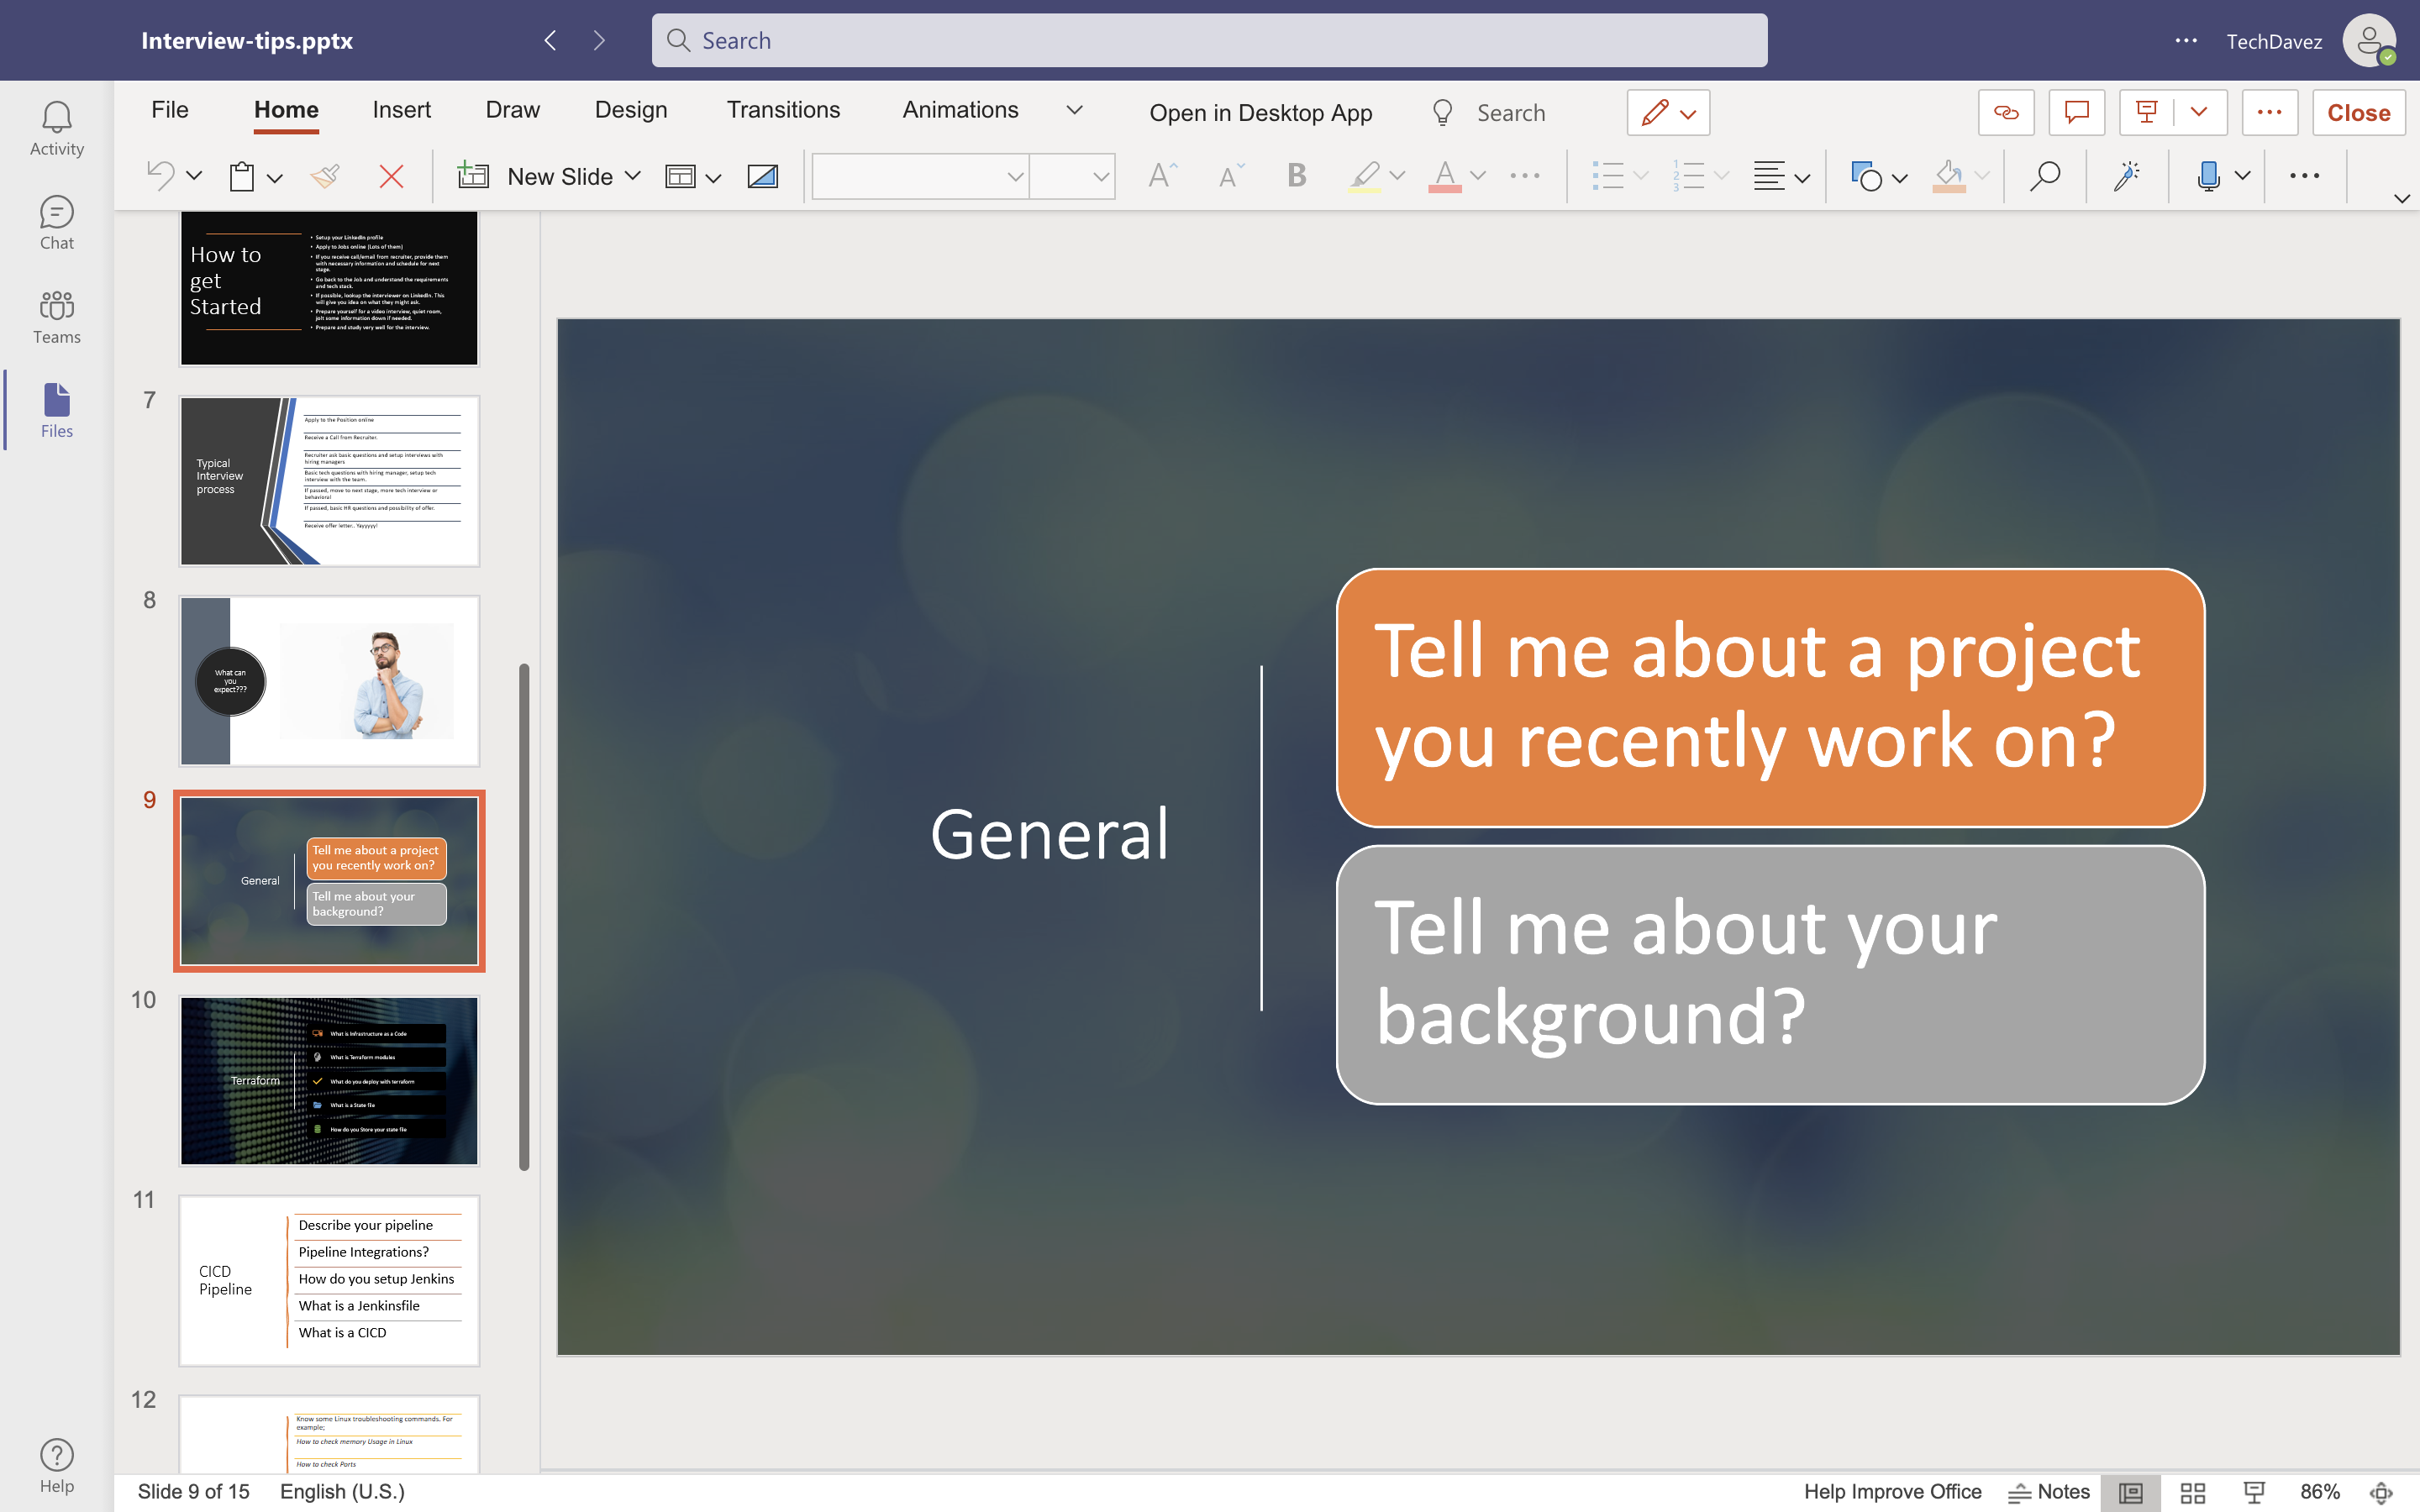 Interview-tips.pptx
Search
TechDavez
File Home Insert Draw Design Transitions Animations Open in Desktop App Search Close
New Slide
Activity
Chat
Teams
Files
Help
How to
get
Started
Setup your LinkedIn profile
Apply to Jobs online (Lots of them)
If you receive call/email from recruiter, provide them
with necessary information and schedule for next
stage.
Go back to the Job and understand the requirements
and tech stack.
If possible, lookup the interviewer on LinkedIn. This
will give you idea on what they might ask.
Prepare yourself for a video interview, quiet room,
jolt some information down if needed.
Prepare and study very well for the interview.
7
Typical
Interview
process
Apply to the Position online
Receive a Call from Recruiter.
Recruiter ask basic questions and setup interviews with
hiring managers
Basic tech questions with hiring manager, setup tech
interview with the team.
If passed, move to next stage, more tech interview or
behavioral
If passed, basic HR questions and possibility of offer.
Receive offer letter.. Yayyyyy!
8
What can
you
expect???
9
General
Tell me about a project
you recently work on?
Tell me about your
background?
10
Terraform
What is Infrastructure as a Code
What is Terraform modules
What do you deploy with terraform
What is a State file
How do you Store your state file
11
CICD
Pipeline
Describe your pipeline
Pipeline Integrations?
How do you setup Jenkins
What is a Jenkinsfile
What is a CICD
12
Know some Linux troubleshooting commands. For
example;
How to check memory Usage in Linux
How to check Ports
General
Tell me about a project
you recently work on?
Tell me about your
background?
Slide 9 of 15 English (U.S.) Help Improve Office Notes 86%